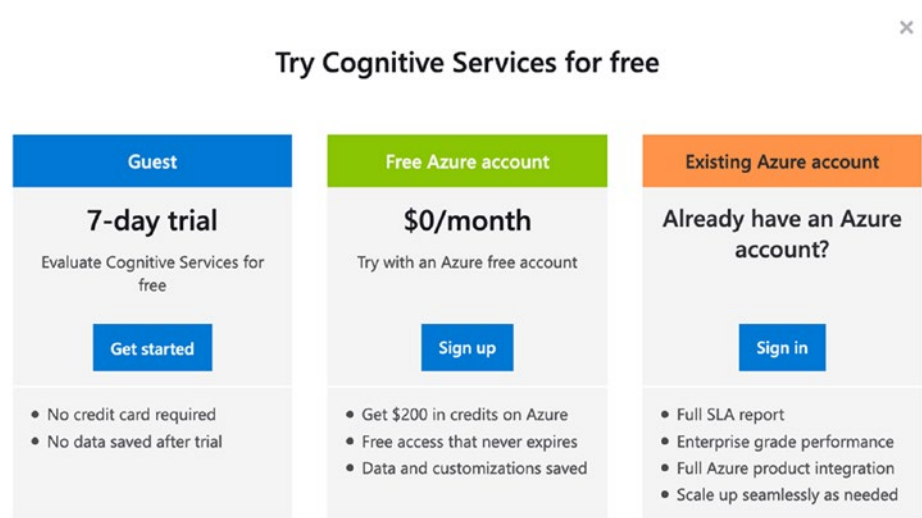 Try Cognitive Services for free
Guest
7-day trial
Evaluate Cognitive Services for
free
Get started
• No credit card required
• No data saved after trial
Free Azure account
$0/month
Try with an Azure free account
Sign up
• Get $200 in credits on Azure
• Free access that never expires
• Data and customizations saved
Existing Azure account
Already have an Azure
account?
Sign in
• Full SLA report
• Enterprise grade performance
• Full Azure product integration
• Scale up seamlessly as needed